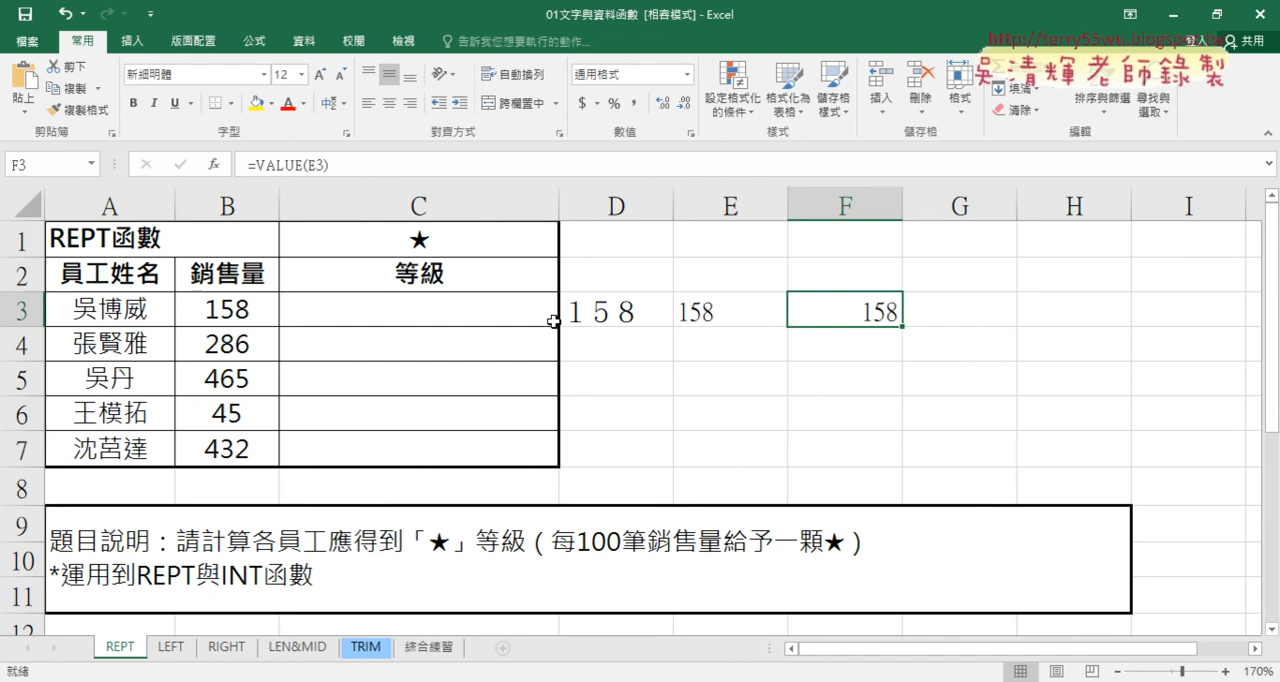 01文字與資料函數 [相容模式] - Excel
檔案 常用 插入 版面配置 公式 資料 校閱 檢視 告訴我您想要執行的動作... 登入 共用
http://terry55wu.blogspot.tw
吳清輝老師錄製
貼上 剪下 複製 複製格式 剪貼簿
新細明體 12 B I U 中 字型
自動換列 跨欄置中 對齊方式
通用格式 $ % , 數值
設定格式化的條件 格式化為表格 儲存格樣式 樣式
插入 刪除 格式 儲存格
填滿 清除 排序與篩選 尋找與選取 編輯
F3 fx =VALUE(E3)
A B C D E F G H I
1 REPT函數 ★
2 員工姓名 銷售量 等級
3 吳博威 158 158 158 158
4 張賢雅 286
5 吳丹 465
6 王模拓 45
7 沈莒達 432
8
9 題目說明：請計算各員工應得到「★」等級（每100筆銷售量給予一顆★）
10 *運用到REPT與INT函數
11
12
REPT LEFT RIGHT LEN&MID TRIM 綜合練習
就緒 170%